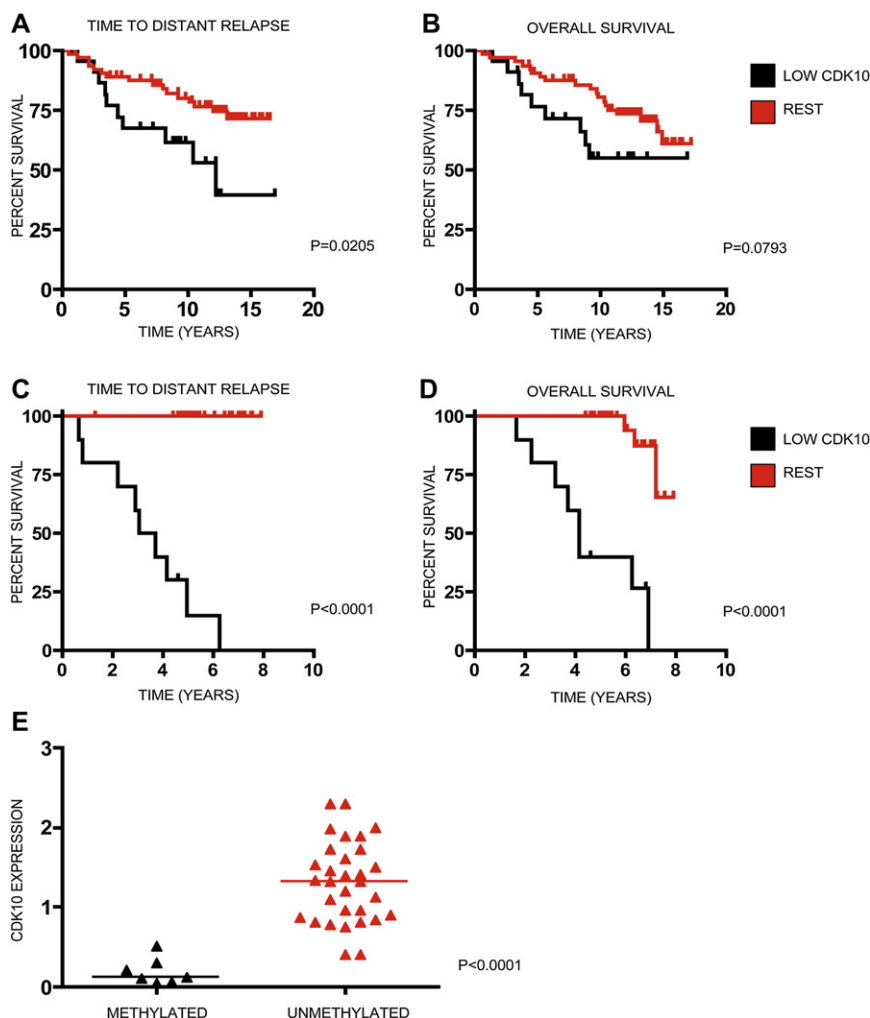 A
TIME TO DISTANT RELAPSE
PERCENT SURVIVAL
100
75
50
25
0
0 5 10 15 20
TIME (YEARS)
P=0.0205
B
OVERALL SURVIVAL
PERCENT SURVIVAL
100
75
50
25
0
0 5 10 15 20
TIME (YEARS)
P=0.0793
LOW CDK10
REST
C
TIME TO DISTANT RELAPSE
PERCENT SURVIVAL
100
75
50
25
0
0 2 4 6 8 10
TIME (YEARS)
P<0.0001
D
OVERALL SURVIVAL
PERCENT SURVIVAL
100
75
50
25
0
0 2 4 6 8 10
TIME (YEARS)
P<0.0001
LOW CDK10
REST
E
CDK10 EXPRESSION
3
2
1
0
METHYLATED UNMETHYLATED
P<0.0001